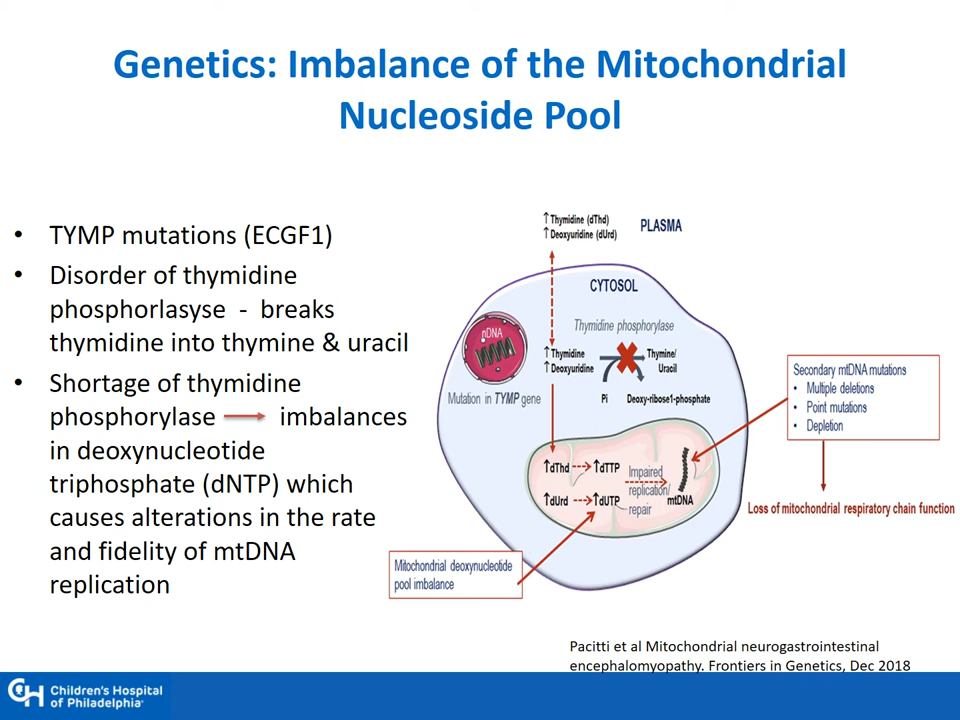 Genetics: Imbalance of the Mitochondrial
Nucleoside Pool
• TYMP mutations (ECGF1)
• Disorder of thymidine
phosphorlasyse - breaks
thymidine into thymine & uracil
• Shortage of thymidine
phosphorylase → imbalances
in deoxynucleotide
triphosphate (dNTP) which
causes alterations in the rate
and fidelity of mtDNA
replication
↑ Thymidine (dThd)
↑ Deoxyuridine (dUrd)
PLASMA
CYTOSOL
nDNA
Thymidine phosphorylase
↑ Thymidine
↑ Deoxyuridine
Thymine/
Uracil
Mutation in TYMP gene
Pi
Deoxy-ribose1-phosphate
↑dThd
↑dTTP
↑dUrd
↑dUTP
Impaired
replication/
repair
mtDNA
Secondary mtDNA mutations
• Multiple deletions
• Point mutations
• Depletion
Loss of mitochondrial respiratory chain function
Mitochondrial deoxynucleotide
pool imbalance
Pacitti et al Mitochondrial neurogastrointestinal
encephalomyopathy. Frontiers in Genetics, Dec 2018
CH Children's Hospital
of Philadelphia